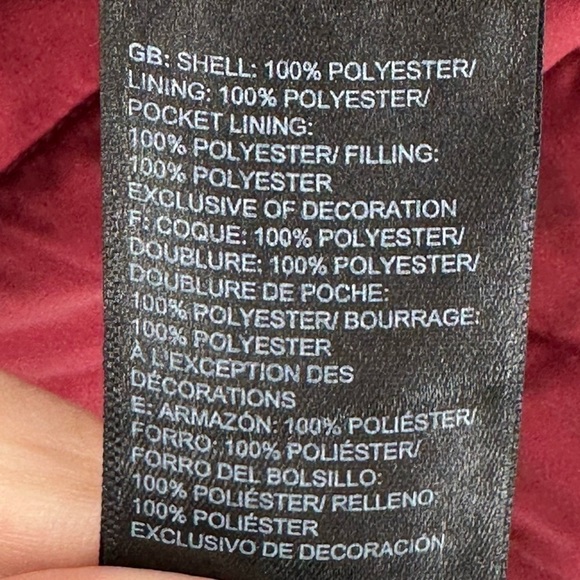 GB: SHELL: 100% POLYESTER/
LINING: 100% POLYESTER/
POCKET LINING:
100% POLYESTER/ FILLING:
100% POLYESTER
EXCLUSIVE OF DECORATION
F: COQUE: 100% POLYESTER/
DOUBLURE: 100% POLYESTER/
DOUBLURE DE POCHE:
100% POLYESTER/ BOURRAGE:
100% POLYESTER
À L'EXCEPTION DES
DÉCORATIONS
E: ARMAZÓN: 100% POLIÉSTER/
FORRO: 100% POLIÉSTER/
FORRO DEL BOLSILLO:
100% POLIÉSTER/ RELLENO:
100% POLIÉSTER
EXCLUSIVO DE DECORACIÓN